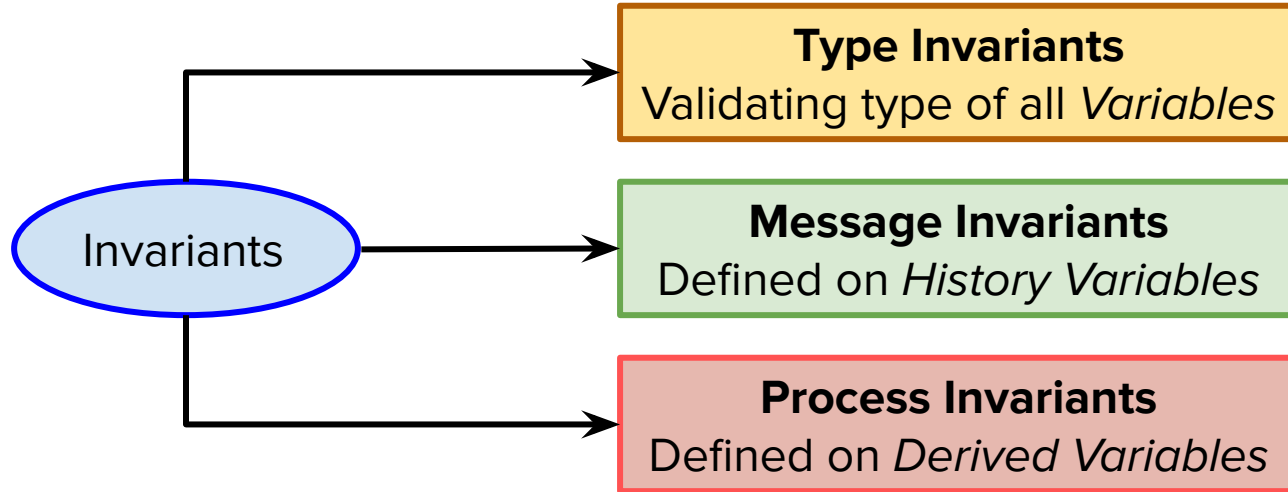 Type Invariants
Validating type of all Variables
Invariants
Message Invariants
Defined on History Variables
Process Invariants
Defined on Derived Variables